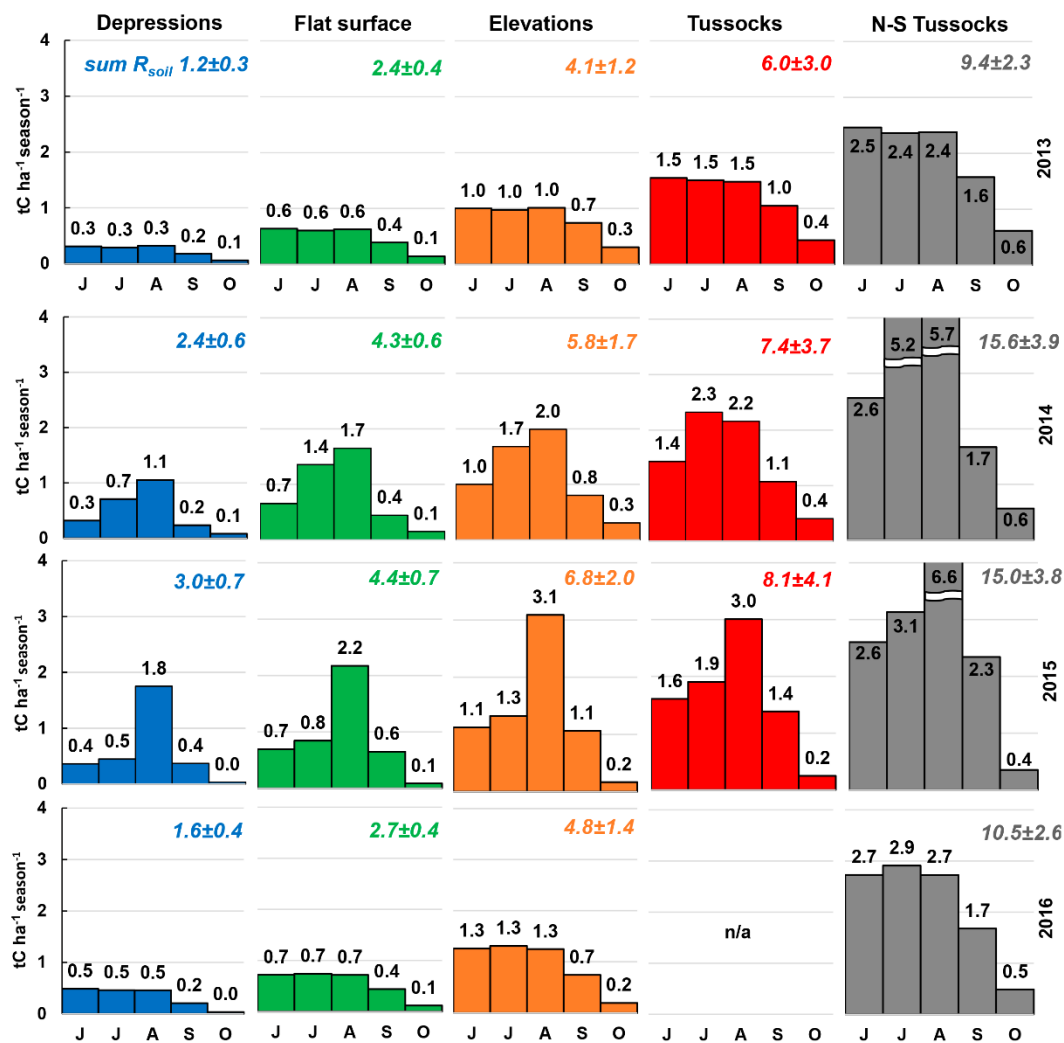 Depressions Flat surface Elevations Tussocks N-S Tussocks
4 3 2 1 0
tC ha⁻¹ season⁻¹
sum Rsoil 1.2±0.3 2.4±0.4 4.1±1.2 6.0±3.0 9.4±2.3
0.3 0.3 0.3 0.2 0.1
0.6 0.6 0.6 0.4 0.1
1.0 1.0 1.0 0.7 0.3
1.5 1.5 1.5 1.0 0.4
2.5 2.4 2.4 1.6 0.6
2013
J J A S O J J A S O J J A S O J J A S O J J A S O
4 3 2 1 0
tC ha⁻¹ season⁻¹
2.4±0.6 4.3±0.6 5.8±1.7 7.4±3.7 15.6±3.9
0.3 0.7 1.1 0.2 0.1
0.7 1.4 1.7 0.4 0.1
1.0 1.7 2.0 0.8 0.3
1.4 2.3 2.2 1.1 0.4
2.6 5.2 5.7 1.7 0.6
2014
4 3 2 1 0
tC ha⁻¹ season⁻¹
3.0±0.7 4.4±0.7 6.8±2.0 8.1±4.1 15.0±3.8
0.4 0.5 1.8 0.4 0.0
0.7 0.8 2.2 0.6 0.1
1.1 1.3 3.1 1.1 0.2
1.6 1.9 3.0 1.4 0.2
2.6 3.1 6.6 2.3 0.4
2015
4 3 2 1 0
tC ha⁻¹ season⁻¹
1.6±0.4 2.7±0.4 4.8±1.4 10.5±2.6
0.5 0.5 0.5 0.2 0.0
0.7 0.7 0.7 0.4 0.1
1.3 1.3 1.3 0.7 0.2
n/a
2.7 2.9 2.7 1.7 0.5
2016
J J A S O J J A S O J J A S O J J A S O J J A S O